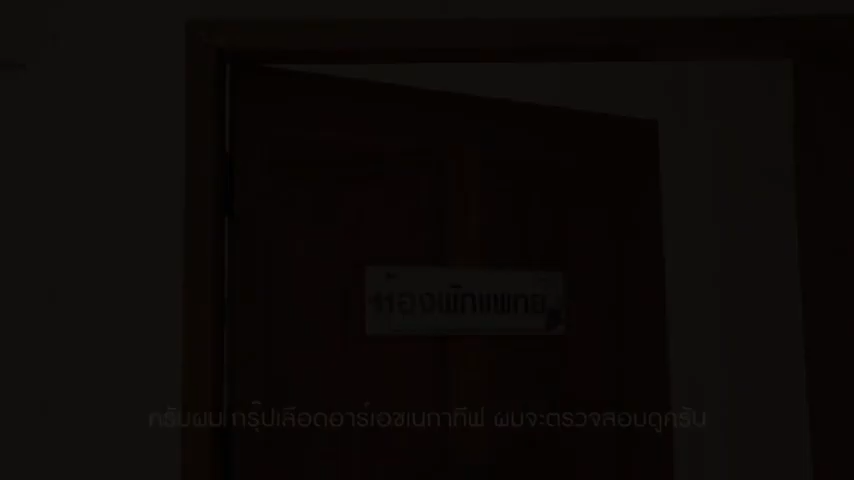 ห้องพักแพทย์
ครับผมมีกรุ๊ปเลือดอาร์เอชเนกาทีฟ ผมจะตรวจสอบดูครับ